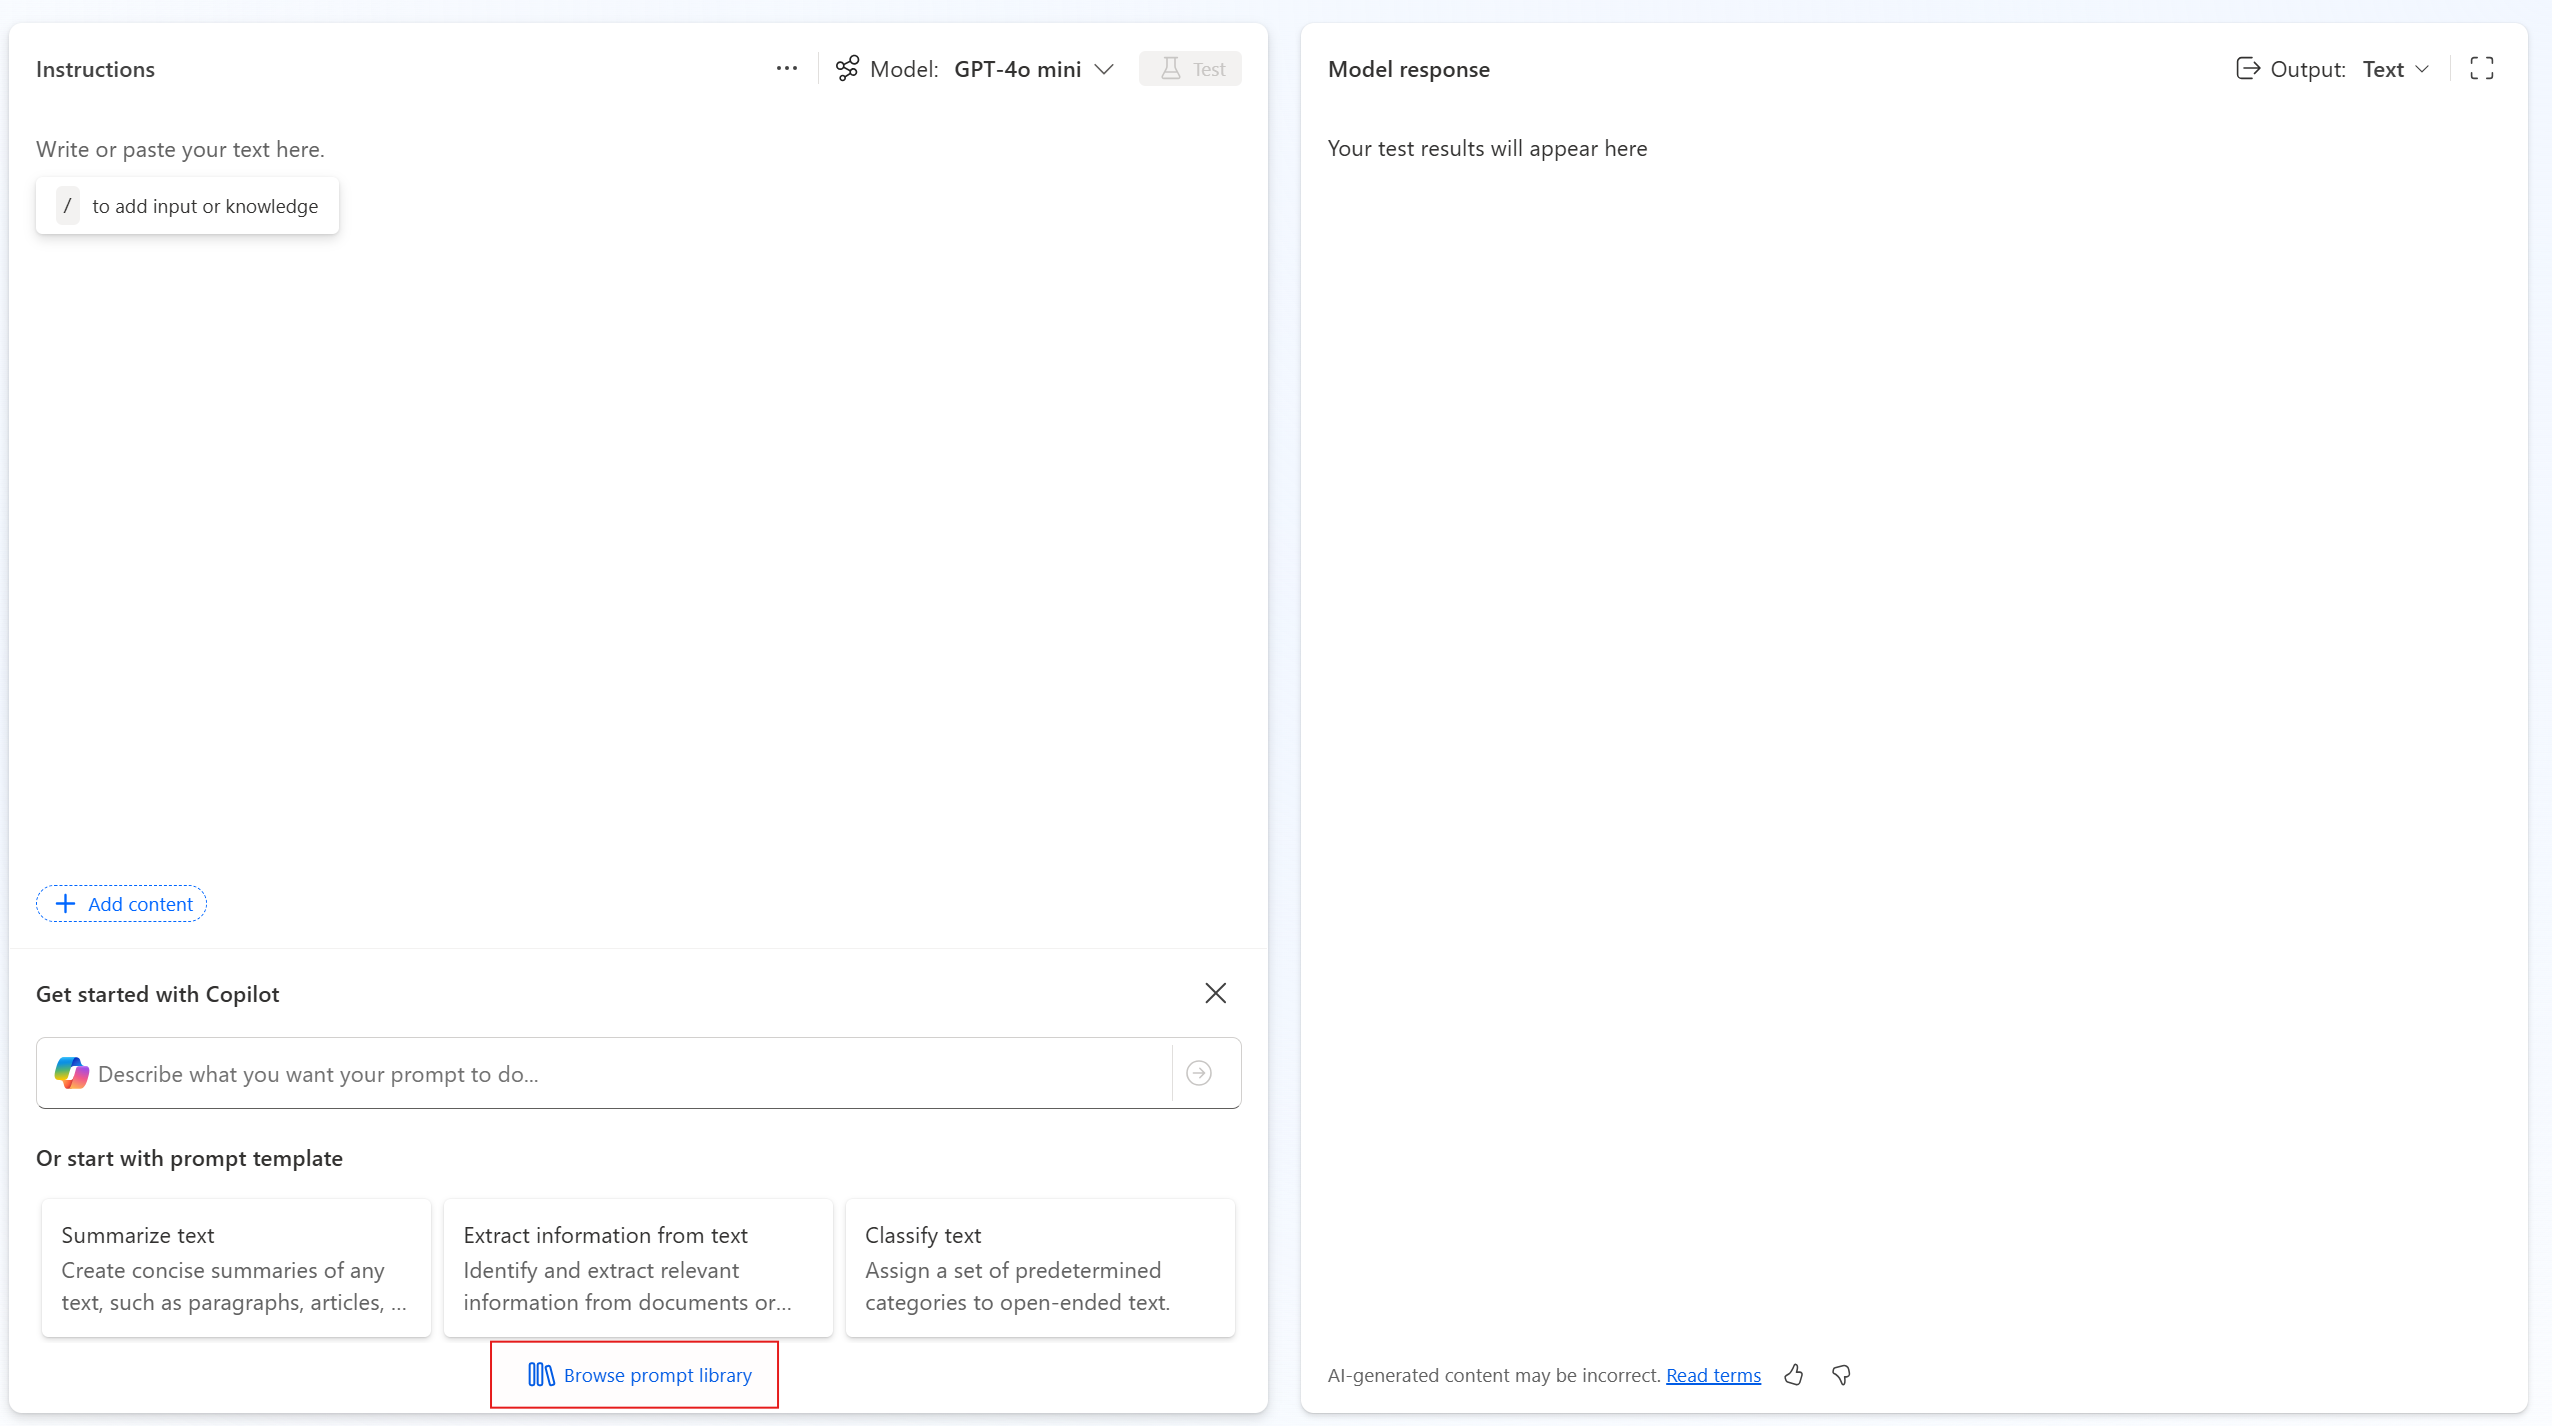 Instructions
Model: GPT-4o mini
Test
Write or paste your text here.
/ to add input or knowledge
Add content
Get started with Copilot
Describe what you want your prompt to do...
Or start with prompt template
Summarize text
Create concise summaries of any
text, such as paragraphs, articles, ...
Extract information from text
Identify and extract relevant
information from documents or...
Classify text
Assign a set of predetermined
categories to open-ended text.
Browse prompt library
Model response
Output: Text
Your test results will appear here
AI-generated content may be incorrect. Read terms